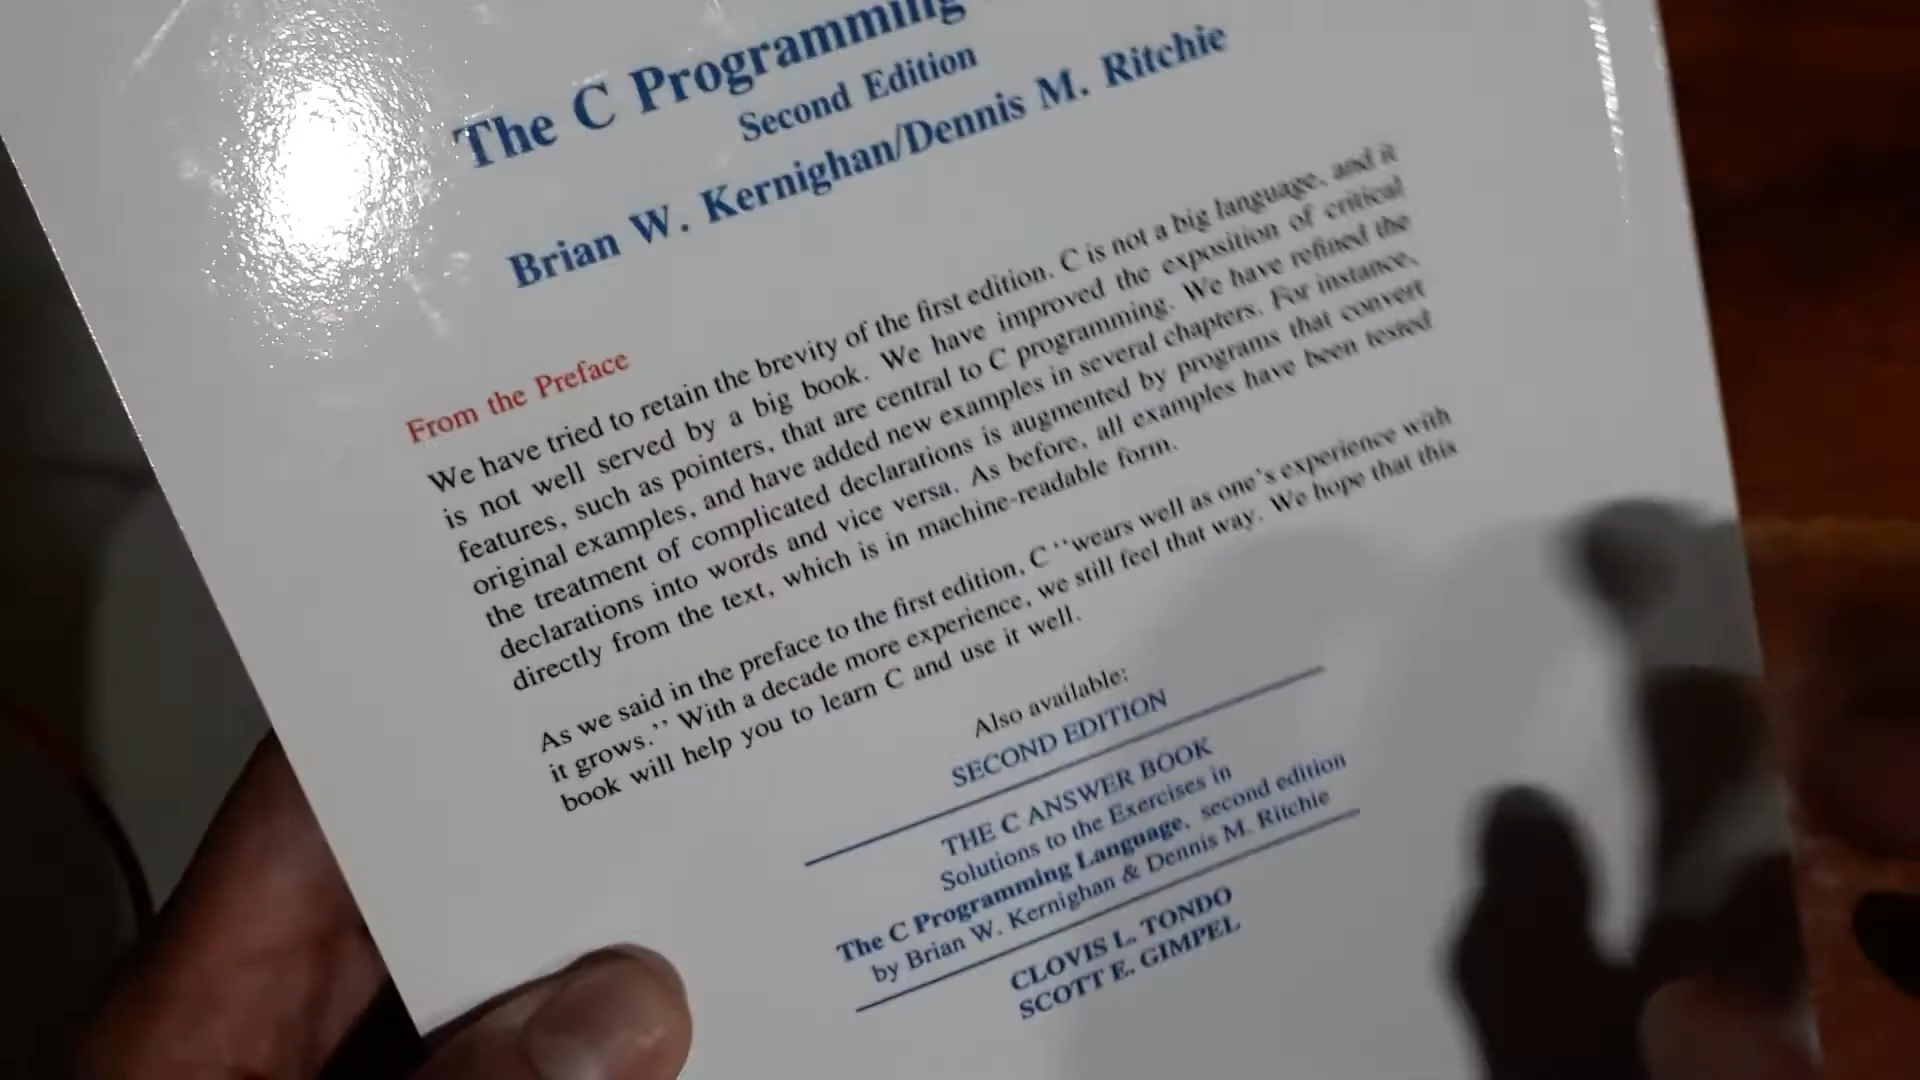 The C Programming
Second Edition
Brian W. Kernighan/Dennis M. Ritchie
From the Preface
We have tried to retain the brevity of the first edition. C is not a big language, and it
is not well served by a big book. We have improved the exposition of critical
features, such as pointers, that are central to C programming. We have refined the
original examples, and have added new examples in several chapters. For instance,
the treatment of complicated declarations is augmented by programs that convert
declarations into words and vice versa. As before, all examples have been tested
directly from the text, which is in machine-readable form.
As we said in the preface to the first edition, C ‘‘wears well as one’s experience with
it grows.’’ With a decade more experience, we still feel that way. We hope that this
book will help you to learn C and use it well.
Also available:
SECOND EDITION
THE C ANSWER BOOK
Solutions to the Exercises in
The C Programming Language, second edition
by Brian W. Kernighan & Dennis M. Ritchie
CLOVIS L. TONDO
SCOTT E. GIMPEL